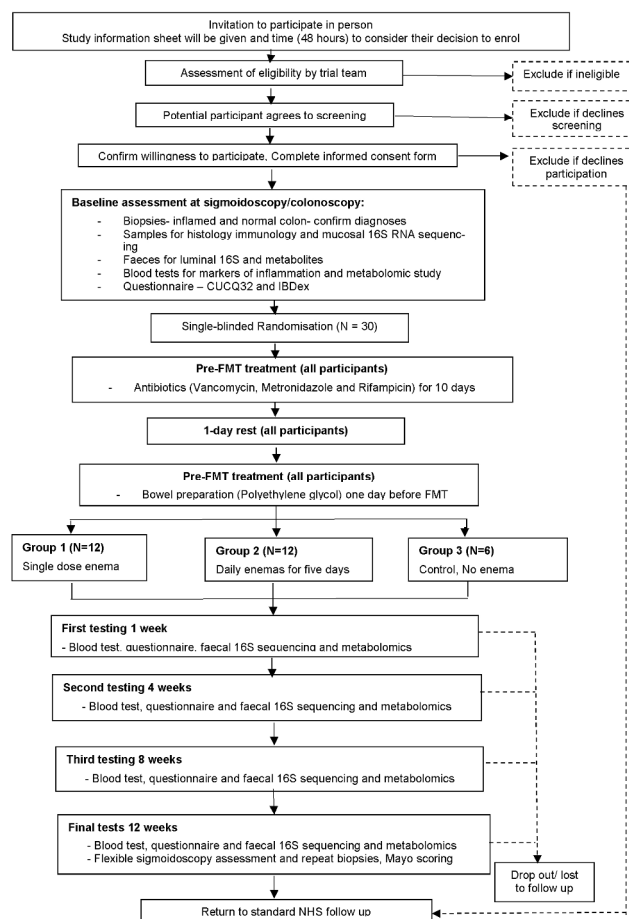 Invitation to participate in person
Study information sheet will be given and time (48 hours) to consider their decision to enrol
Assessment of eligibility by trial team
Exclude if ineligible
Potential participant agrees to screening
Exclude if declines
screening
Confirm willingness to participate, Complete informed consent form
Exclude if declines
participation
Baseline assessment at sigmoidoscopy/colonoscopy:
- Biopsies- inflamed and normal colon- confirm diagnoses
- Samples for histology immunology and mucosal 16S RNA sequenc-
ing
- Faeces for luminal 16S and metabolites
- Blood tests for markers of inflammation and metabolomic study
- Questionnaire – CUCQ32 and IBDex
Single-blinded Randomisation (N = 30)
Pre-FMT treatment (all participants)
- Antibiotics (Vancomycin, Metronidazole and Rifampicin) for 10 days
1-day rest (all participants)
Pre-FMT treatment (all participants)
- Bowel preparation (Polyethylene glycol) one day before FMT
Group 1 (N=12)
Single dose enema
Group 2 (N=12)
Daily enemas for five days
Group 3 (N=6)
Control, No enema
First testing 1 week
- Blood test, questionnaire, faecal 16S sequencing and metabolomics
Second testing 4 weeks
- Blood test, questionnaire and faecal 16S sequencing and metabolomics
Third testing 8 weeks
- Blood test, questionnaire and faecal 16S sequencing and metabolomics
Final tests 12 weeks
- Blood test, questionnaire and faecal 16S sequencing and metabolomics
- Flexible sigmoidoscopy assessment and repeat biopsies, Mayo scoring
Drop out/ lost
to follow up
Return to standard NHS follow up